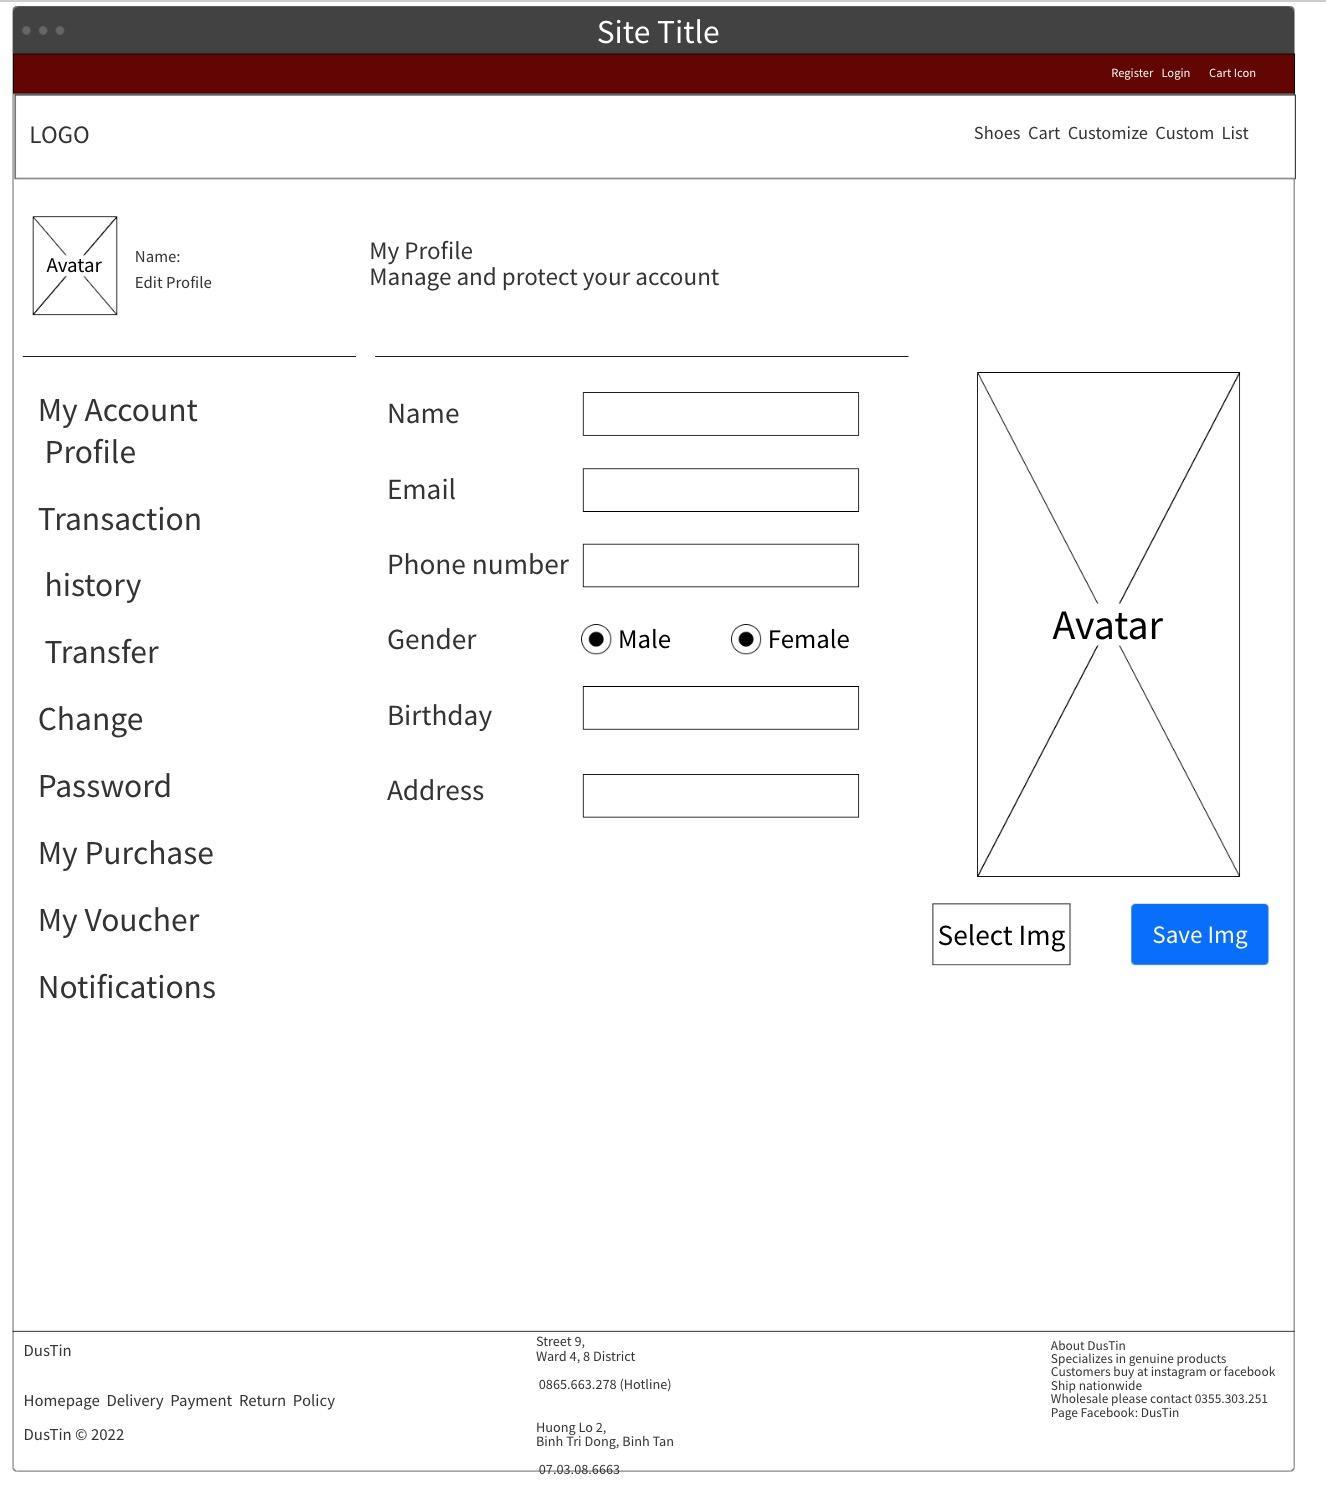 Site Title
Register Login Cart Icon
LOGO
Shoes Cart Customize Custom List
Avatar
Name:
Edit Profile
My Profile
Manage and protect your account
My Account
Profile
Transaction
history
Transfer
Change
Password
My Purchase
My Voucher
Notifications
Name
Email
Phone number
Gender
Male
Female
Birthday
Address
Avatar
Select Img
Save Img
DusTin
Homepage Delivery Payment Return Policy
DusTin © 2022
Street 9,
Ward 4, 8 District
0865.663.278 (Hotline)
Huong Lo 2,
Binh Tri Dong, Binh Tan
07.03.08.6663
About DusTin
Specializes in genuine products
Customers buy at instagram or facebook
Ship nationwide
Wholesale please contact 0355.303.251
Page Facebook: DusTin